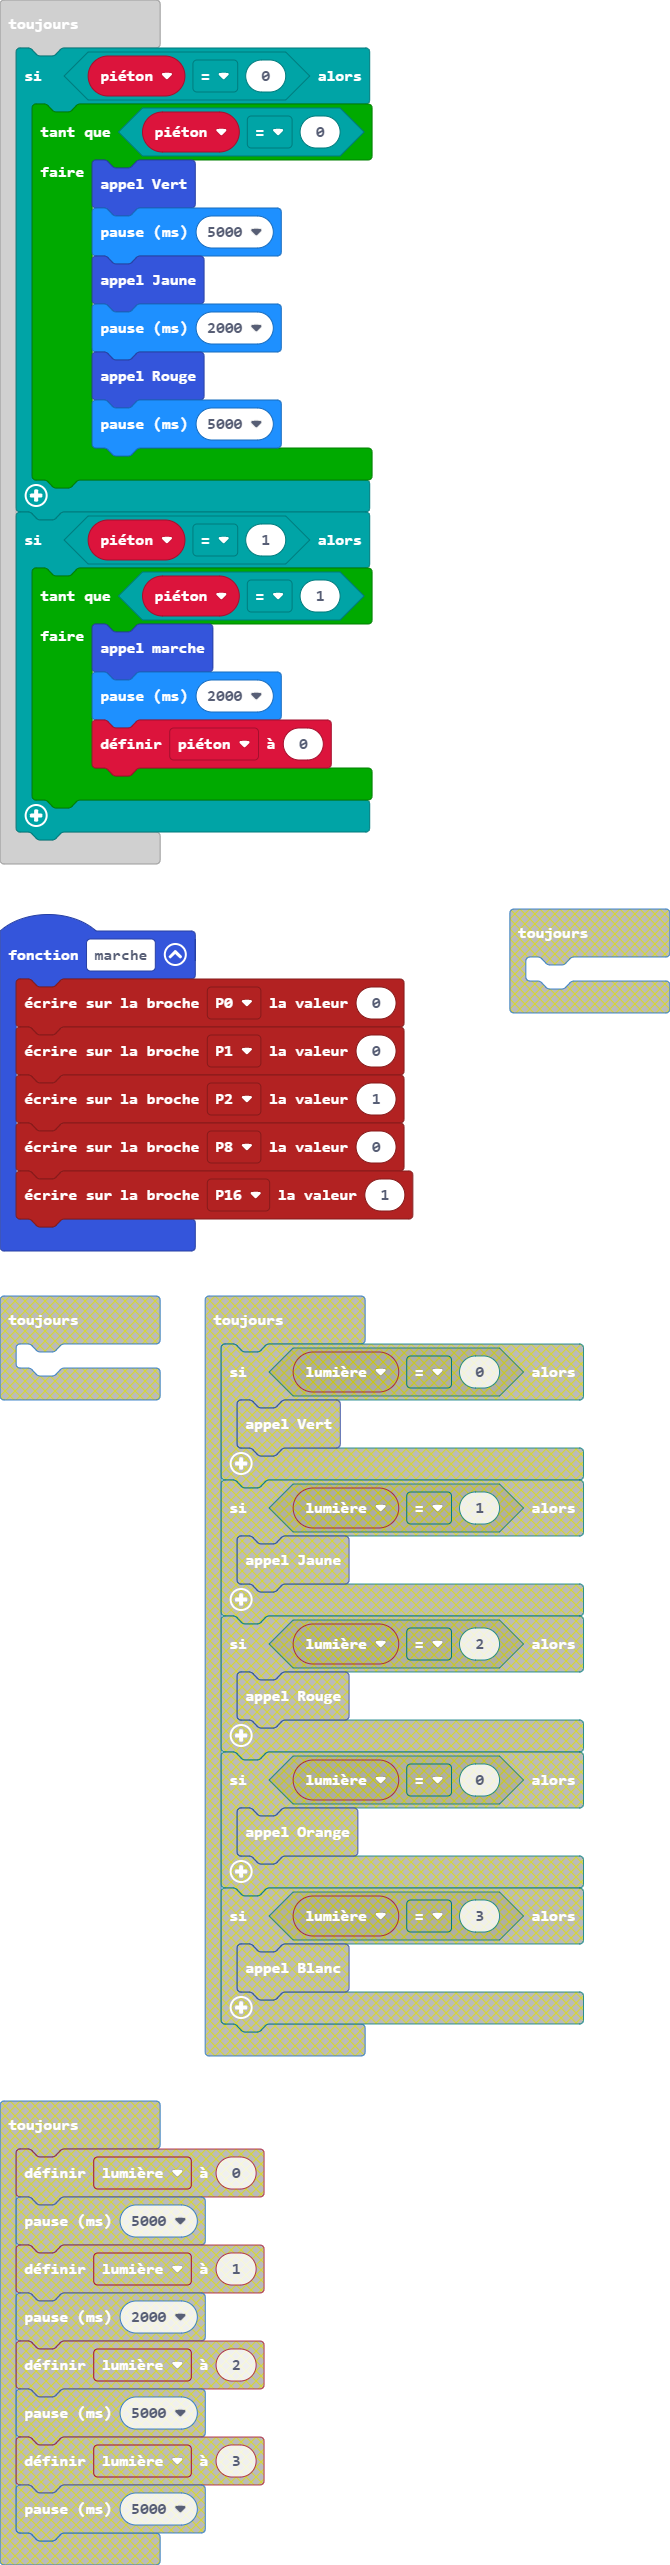 toujours
si piéton = 0 alors
tant que piéton = 0
faire
appel Vert
pause (ms) 5000
appel Jaune
pause (ms) 2000
appel Rouge
pause (ms) 5000
si piéton = 1 alors
tant que piéton = 1
faire
appel marche
pause (ms) 2000
définir piéton à 0
fonction marche
écrire sur la broche P0 la valeur 0
écrire sur la broche P1 la valeur 0
écrire sur la broche P2 la valeur 1
écrire sur la broche P8 la valeur 0
écrire sur la broche P16 la valeur 1
toujours
toujours
toujours
si lumière = 0 alors
appel Vert
si lumière = 1 alors
appel Jaune
si lumière = 2 alors
appel Rouge
si lumière = 0 alors
appel Orange
si lumière = 3 alors
appel Blanc
toujours
définir lumière à 0
pause (ms) 5000
définir lumière à 1
pause (ms) 2000
définir lumière à 2
pause (ms) 5000
définir lumière à 3
pause (ms) 5000